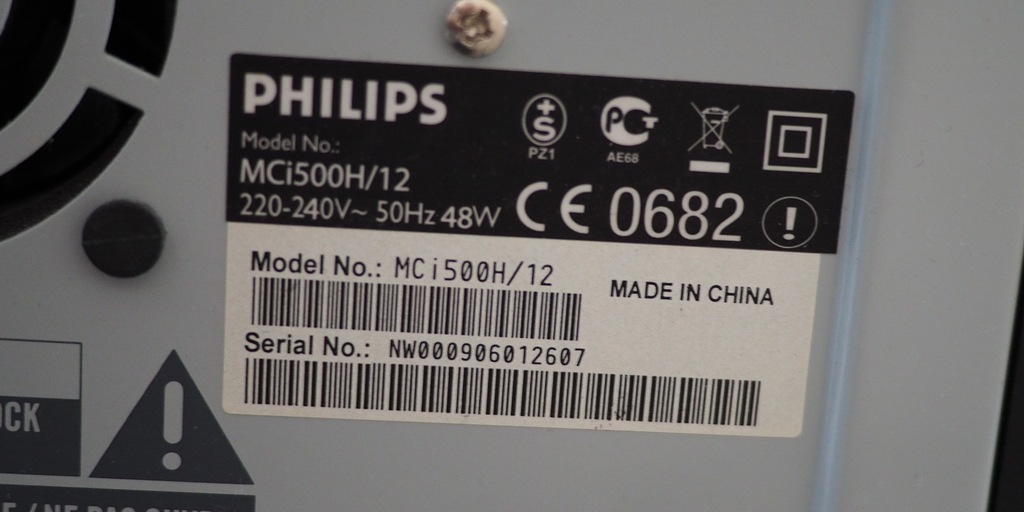 PHILIPS
Model No.:
MCi500H/12
220-240V~ 50Hz 48W
+
S
PZ1
PCT
AE68
CE 0682
!
Model No.: MCi500H/12
MADE IN CHINA
Serial No.: NW000906012607
OCK
!